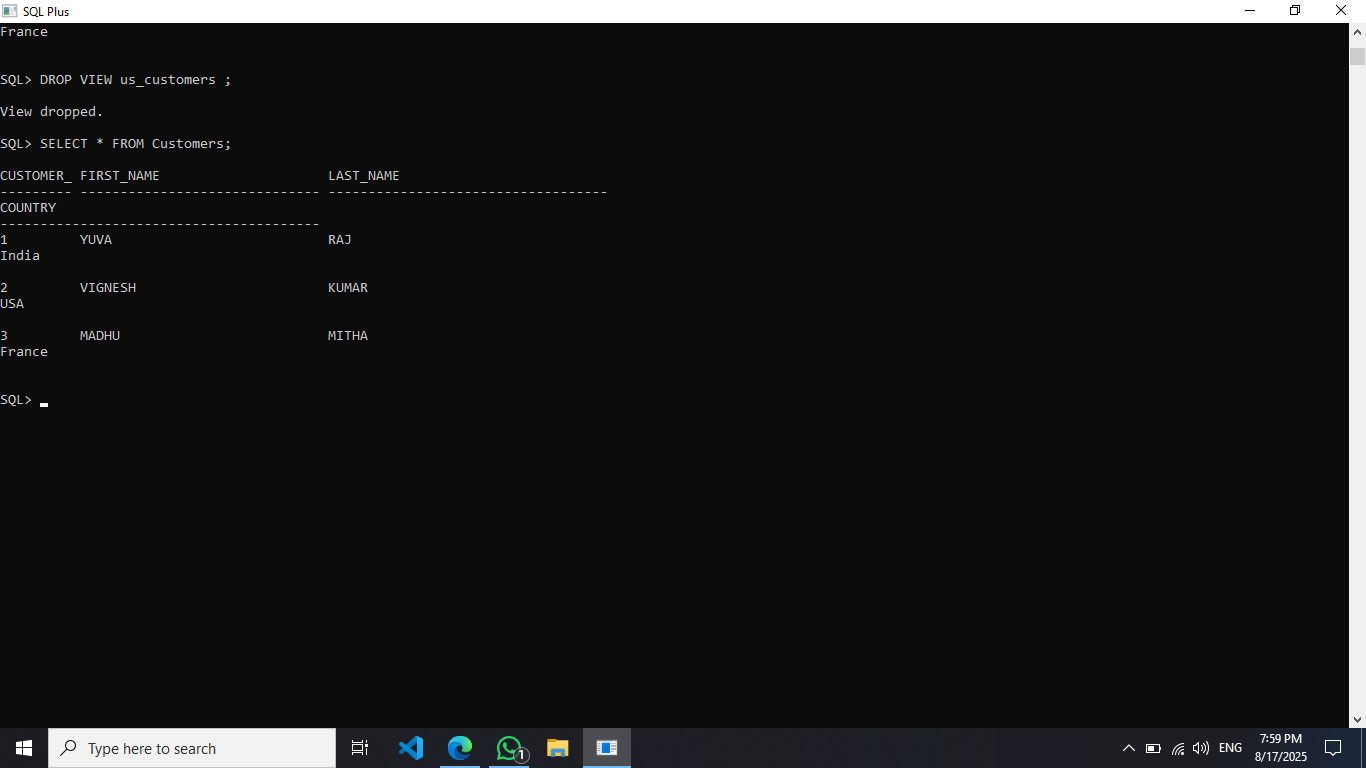 SQL Plus
France
SQL> DROP VIEW us_customers ;
View dropped.
SQL> SELECT * FROM Customers;
CUSTOMER_ FIRST_NAME                     LAST_NAME
--------- ------------------------------ -----------------------------------
COUNTRY
----------------------------------------
1         YUVA                           RAJ
India
2         VIGNESH                        KUMAR
USA
3         MADHU                          MITHA
France
SQL> _
Type here to search
1
ENG
7:59 PM
8/17/2025